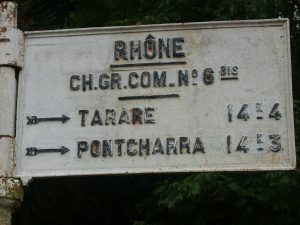 RHÔNE
CH.GR.COM.N° 6 BIS
TARARE 14K4
PONTCHARRA 14K3